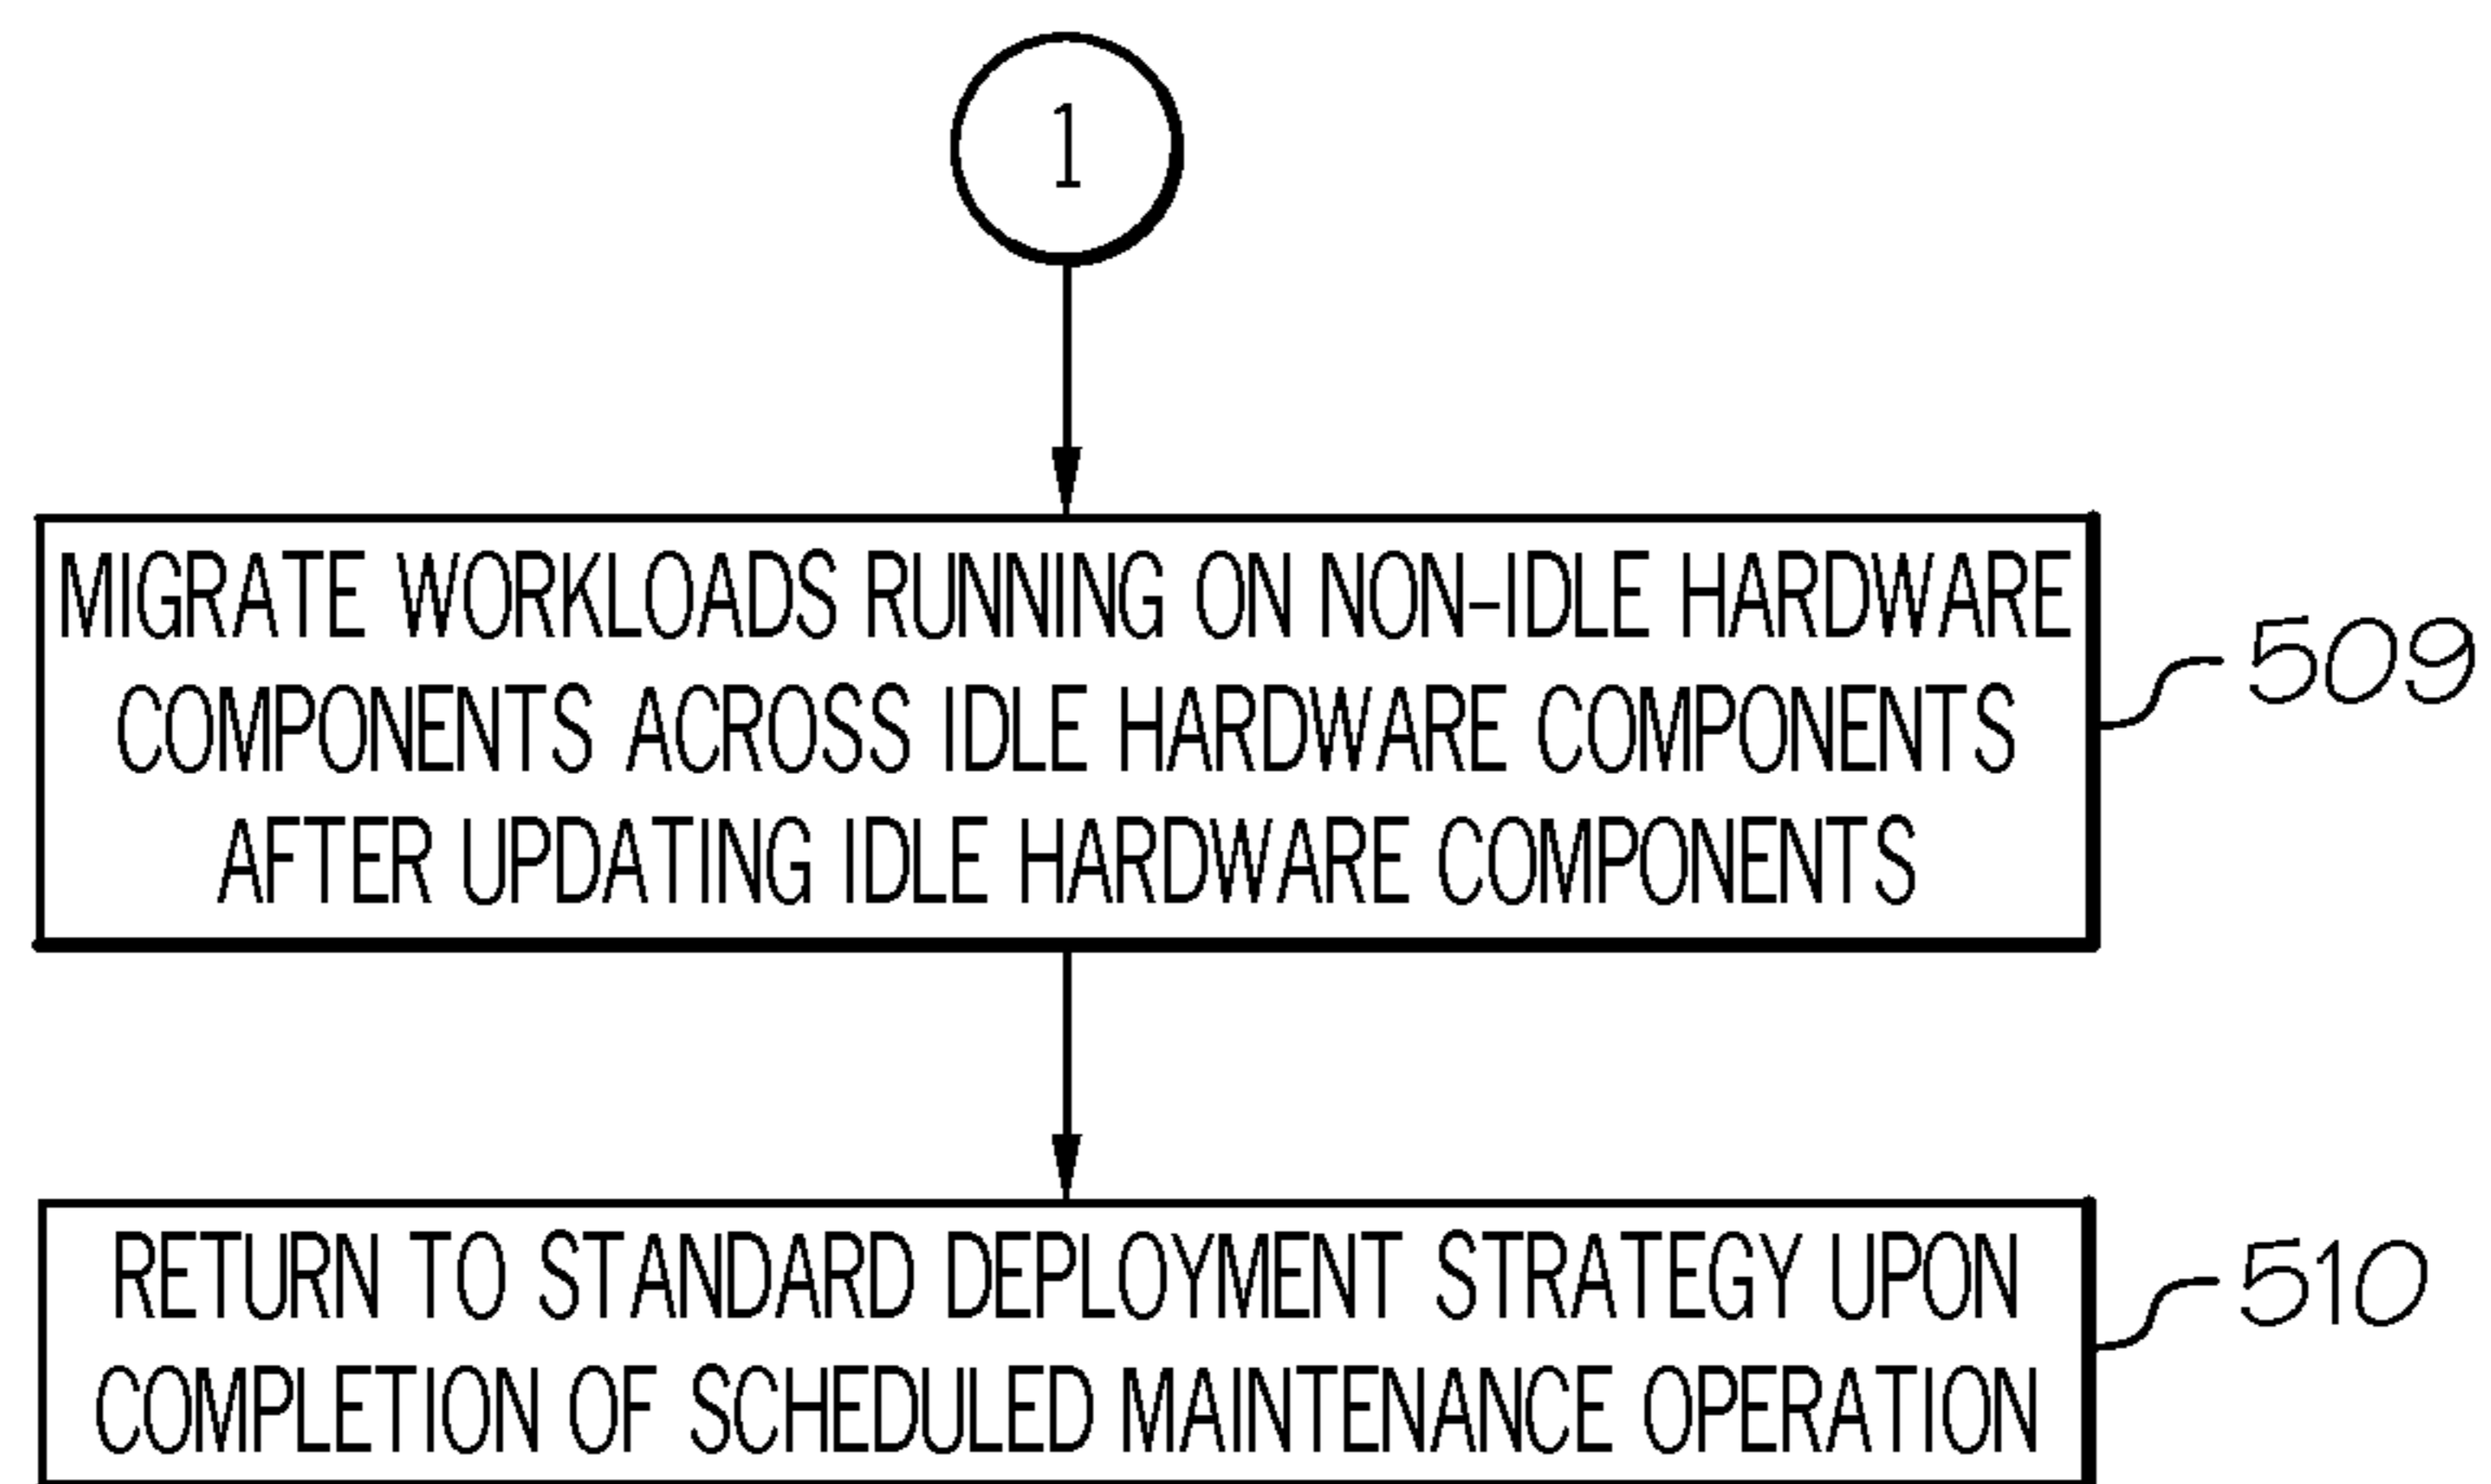 1
MIGRATE WORKLOADS RUNNING ON NON-IDLE HARDWARE
COMPONENTS ACROSS IDLE HARDWARE COMPONENTS
AFTER UPDATING IDLE HARDWARE COMPONENTS
509
RETURN TO STANDARD DEPLOYMENT STRATEGY UPON
COMPLETION OF SCHEDULED MAINTENANCE OPERATION
510